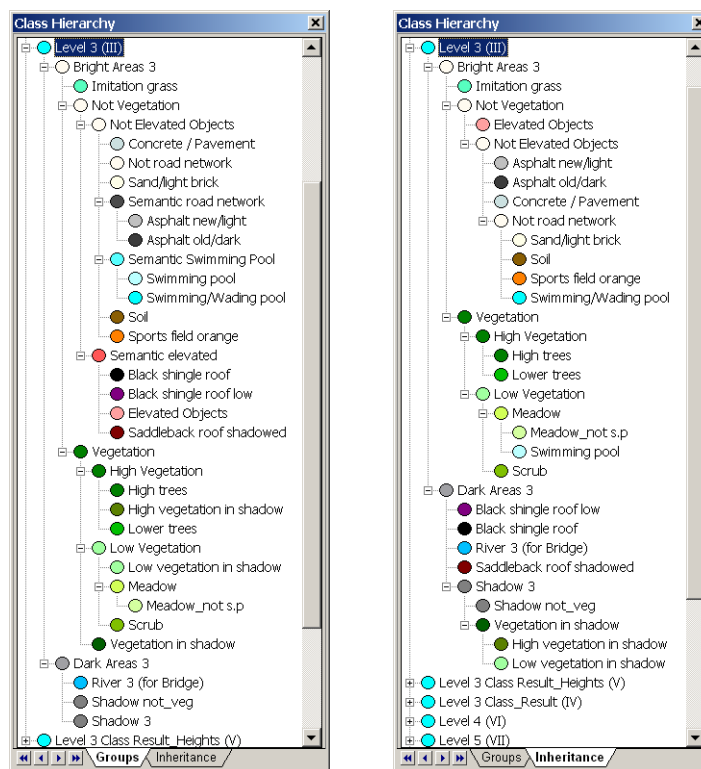 Class Hierarchy
Level 3 (III)
Bright Areas 3
Imitation grass
Not Vegetation
Not Elevated Objects
Concrete / Pavement
Not road network
Sand/light brick
Semantic road network
Asphalt new/light
Asphalt old/dark
Semantic Swimming Pool
Swimming pool
Swimming/Wading pool
Soil
Sports field orange
Semantic elevated
Black shingle roof
Black shingle roof low
Elevated Objects
Saddleback roof shadowed
Vegetation
High Vegetation
High trees
High vegetation in shadow
Lower trees
Low Vegetation
Low vegetation in shadow
Meadow
Meadow_not s.p
Scrub
Vegetation in shadow
Dark Areas 3
River 3 (for Bridge)
Shadow not_veg
Shadow 3
Level 3 Class Result_Heights (V)
Groups Inheritance
Class Hierarchy
Level 3 (III)
Bright Areas 3
Imitation grass
Not Vegetation
Elevated Objects
Not Elevated Objects
Asphalt new/light
Asphalt old/dark
Concrete / Pavement
Not road network
Sand/light brick
Soil
Sports field orange
Swimming/Wading pool
Vegetation
High Vegetation
High trees
Lower trees
Low Vegetation
Meadow
Meadow_not s.p
Swimming pool
Scrub
Dark Areas 3
Black shingle roof low
Black shingle roof
River 3 (for Bridge)
Saddleback roof shadowed
Shadow 3
Shadow not_veg
Vegetation in shadow
High vegetation in shadow
Low vegetation in shadow
Level 3 Class Result_Heights (V)
Level 3 Class_Result (IV)
Level 4 (VI)
Level 5 (VII)
Groups Inheritance